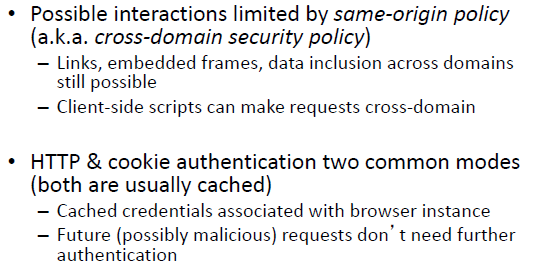 • Possible interactions limited by same-origin policy
(a.k.a. cross-domain security policy)
– Links, embedded frames, data inclusion across domains
still possible
– Client-side scripts can make requests cross-domain
• HTTP & cookie authentication two common modes
(both are usually cached)
– Cached credentials associated with browser instance
– Future (possibly malicious) requests don’t need further
authentication